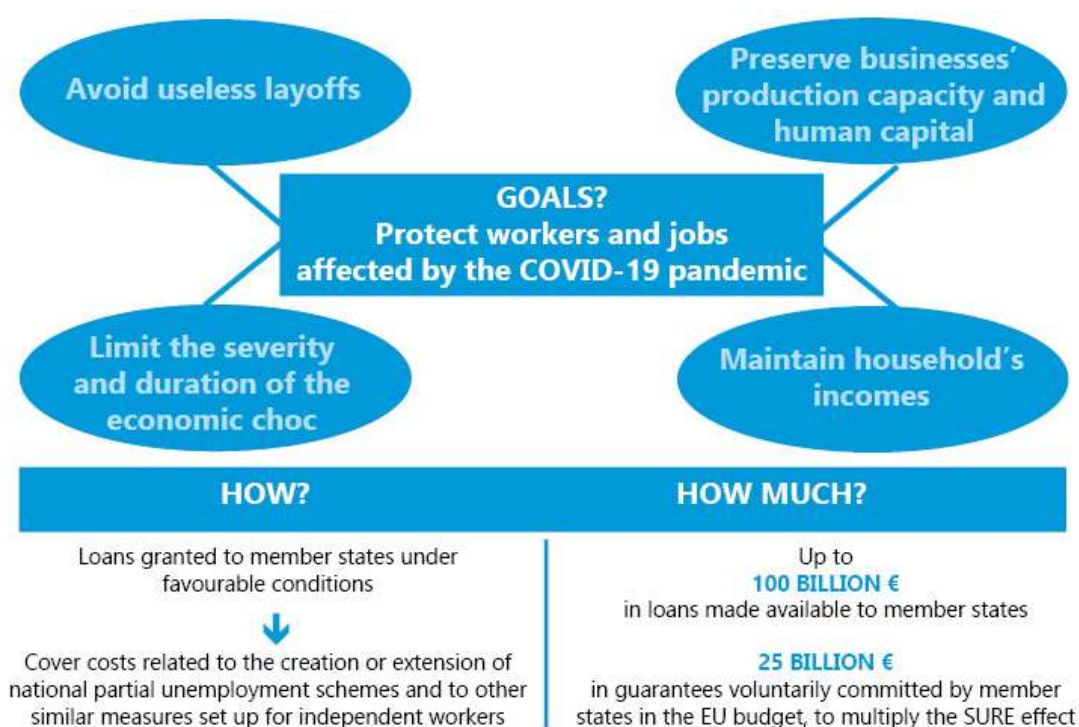 Avoid useless layoffs
Preserve businesses’
production capacity and
human capital
GOALS?
Protect workers and jobs
affected by the COVID-19 pandemic
Limit the severity
and duration of the
economic choc
Maintain household’s
incomes
HOW?
HOW MUCH?
Loans granted to member states under
favourable conditions
Cover costs related to the creation or extension of
national partial unemployment schemes and to other
similar measures set up for independent workers
Up to
100 BILLION €
in loans made available to member states
25 BILLION €
in guarantees voluntarily committed by member
states in the EU budget, to multiply the SURE effect